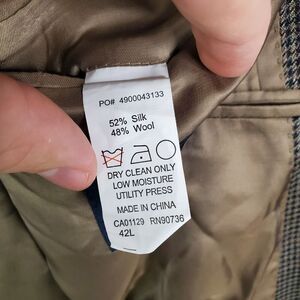 PO# 4900043133
52% Silk
48% Wool
DRY CLEAN ONLY
LOW MOISTURE
UTILITY PRESS
MADE IN CHINA
CA01129 RN90736
42L